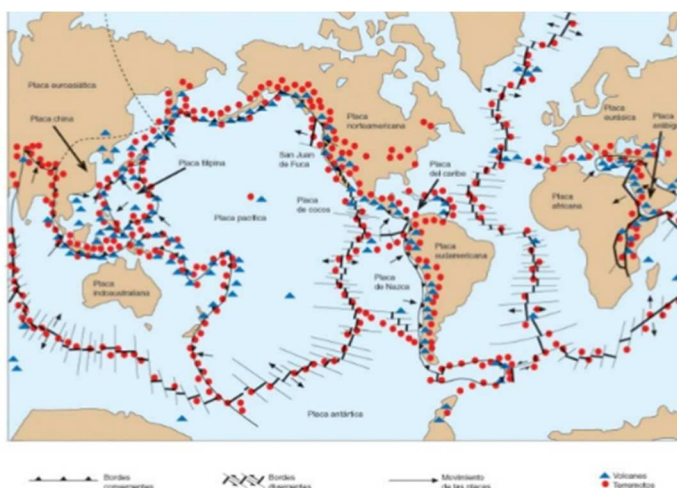 Placa euroasiática
Placa china
Placa filipina
Placa pacífica
Placa
indoaustraliana
Placa
norteamericana
San Juan
de Fuca
Placa
de cocos
Placa
del caribe
Placa
sudamericana
Placa
de Nazca
Placa antártica
Placa
africana
Placa
eurásica
Placa
arábiga
Bordes
convergentes
Bordes
divergentes
Movimiento
de las placas
Volcanes
Terremotos